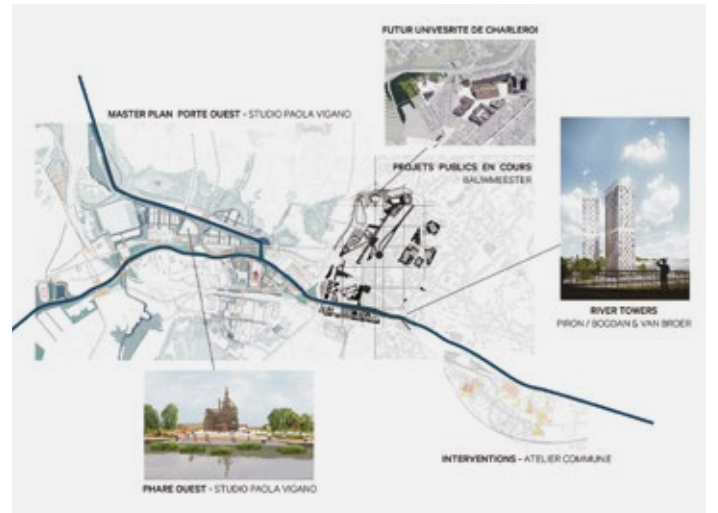 FUTUR UNIVESRITE DE CHARLEROI
MASTER PLAN PORTE OUEST - STUDIO PAOLA VIGANO
PROJETS PUBLICS EN COURS
BAUWMEESTER
RIVER TOWERS
PIRON / BOGDAN & VAN BROER
INTERVENTIONS - ATELIER COMMUNE
PHARE OUEST - STUDIO PAOLA VIGANO